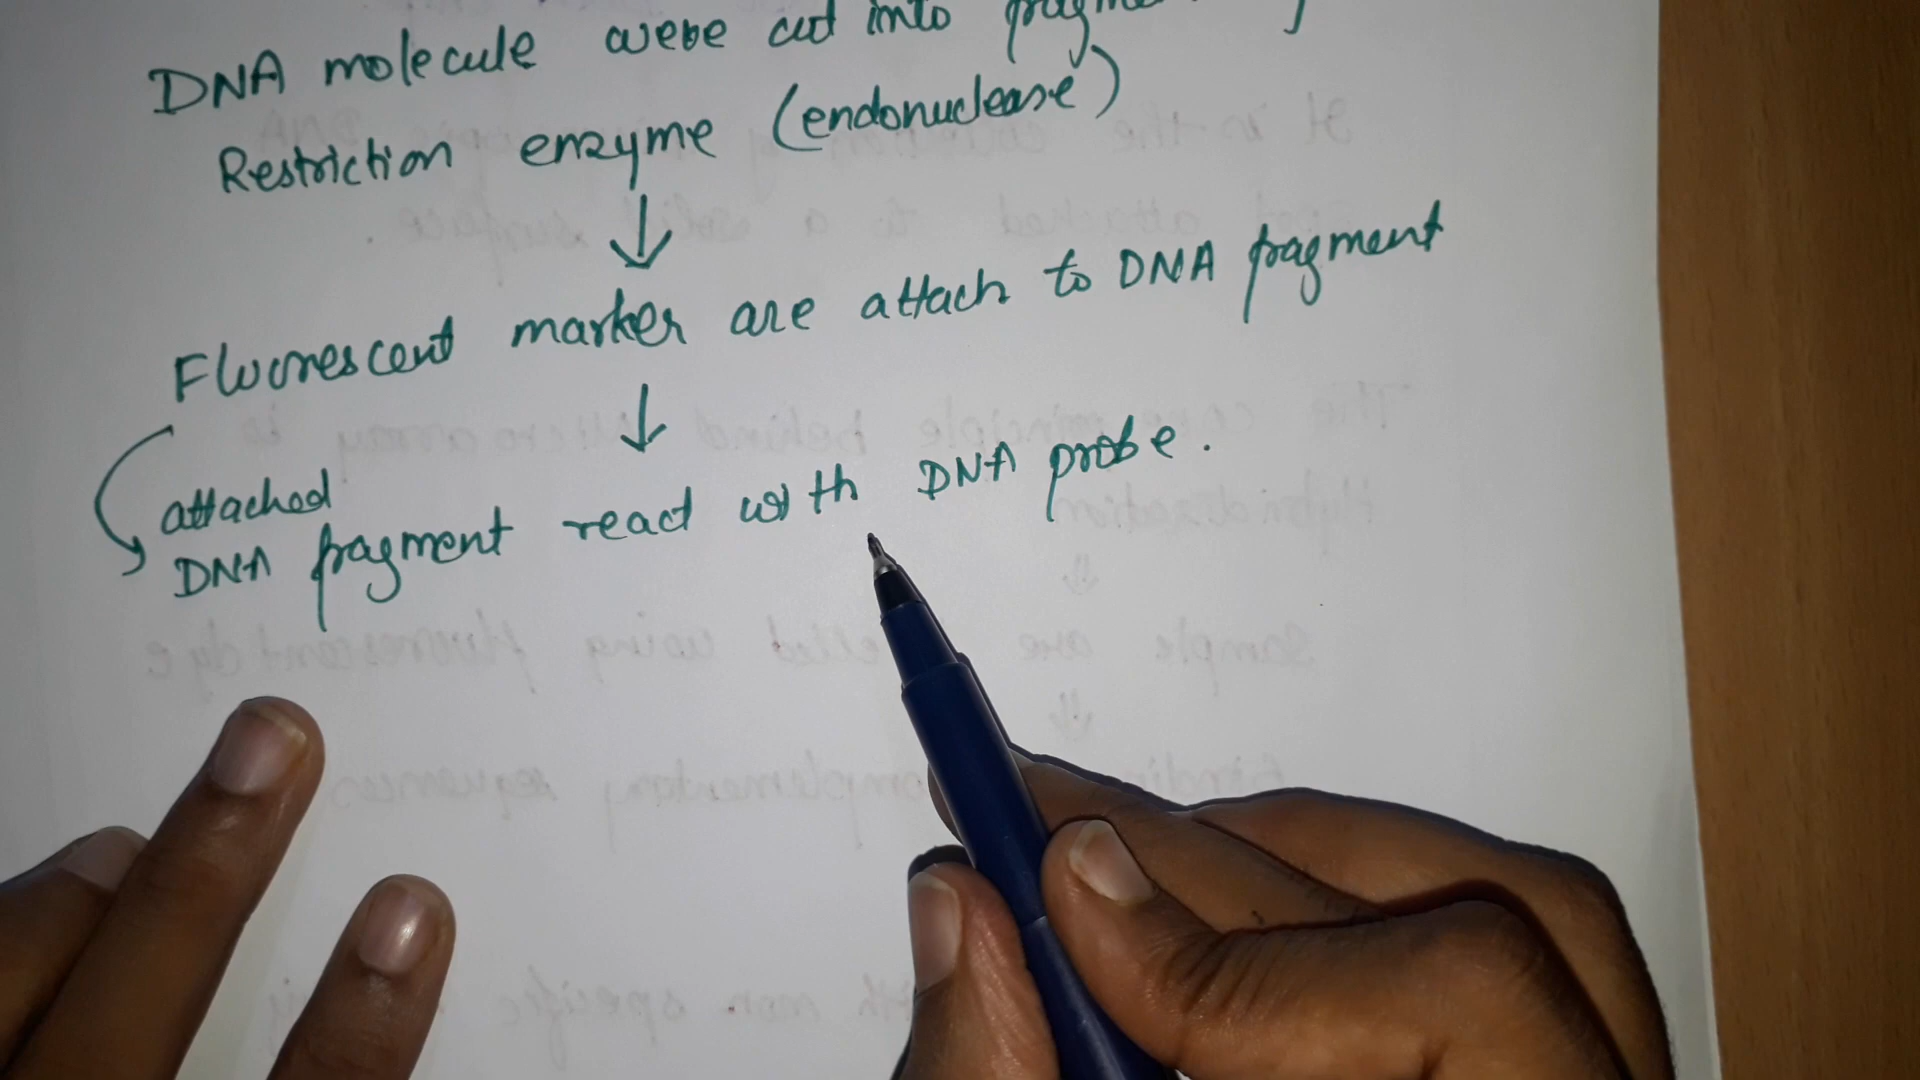 DNA molecule were cut into
Restriction enzyme (endonuclease)
↓
Fluorescent marker are attach to DNA fragment
↓
attached
DNA fragment react with DNA probe.